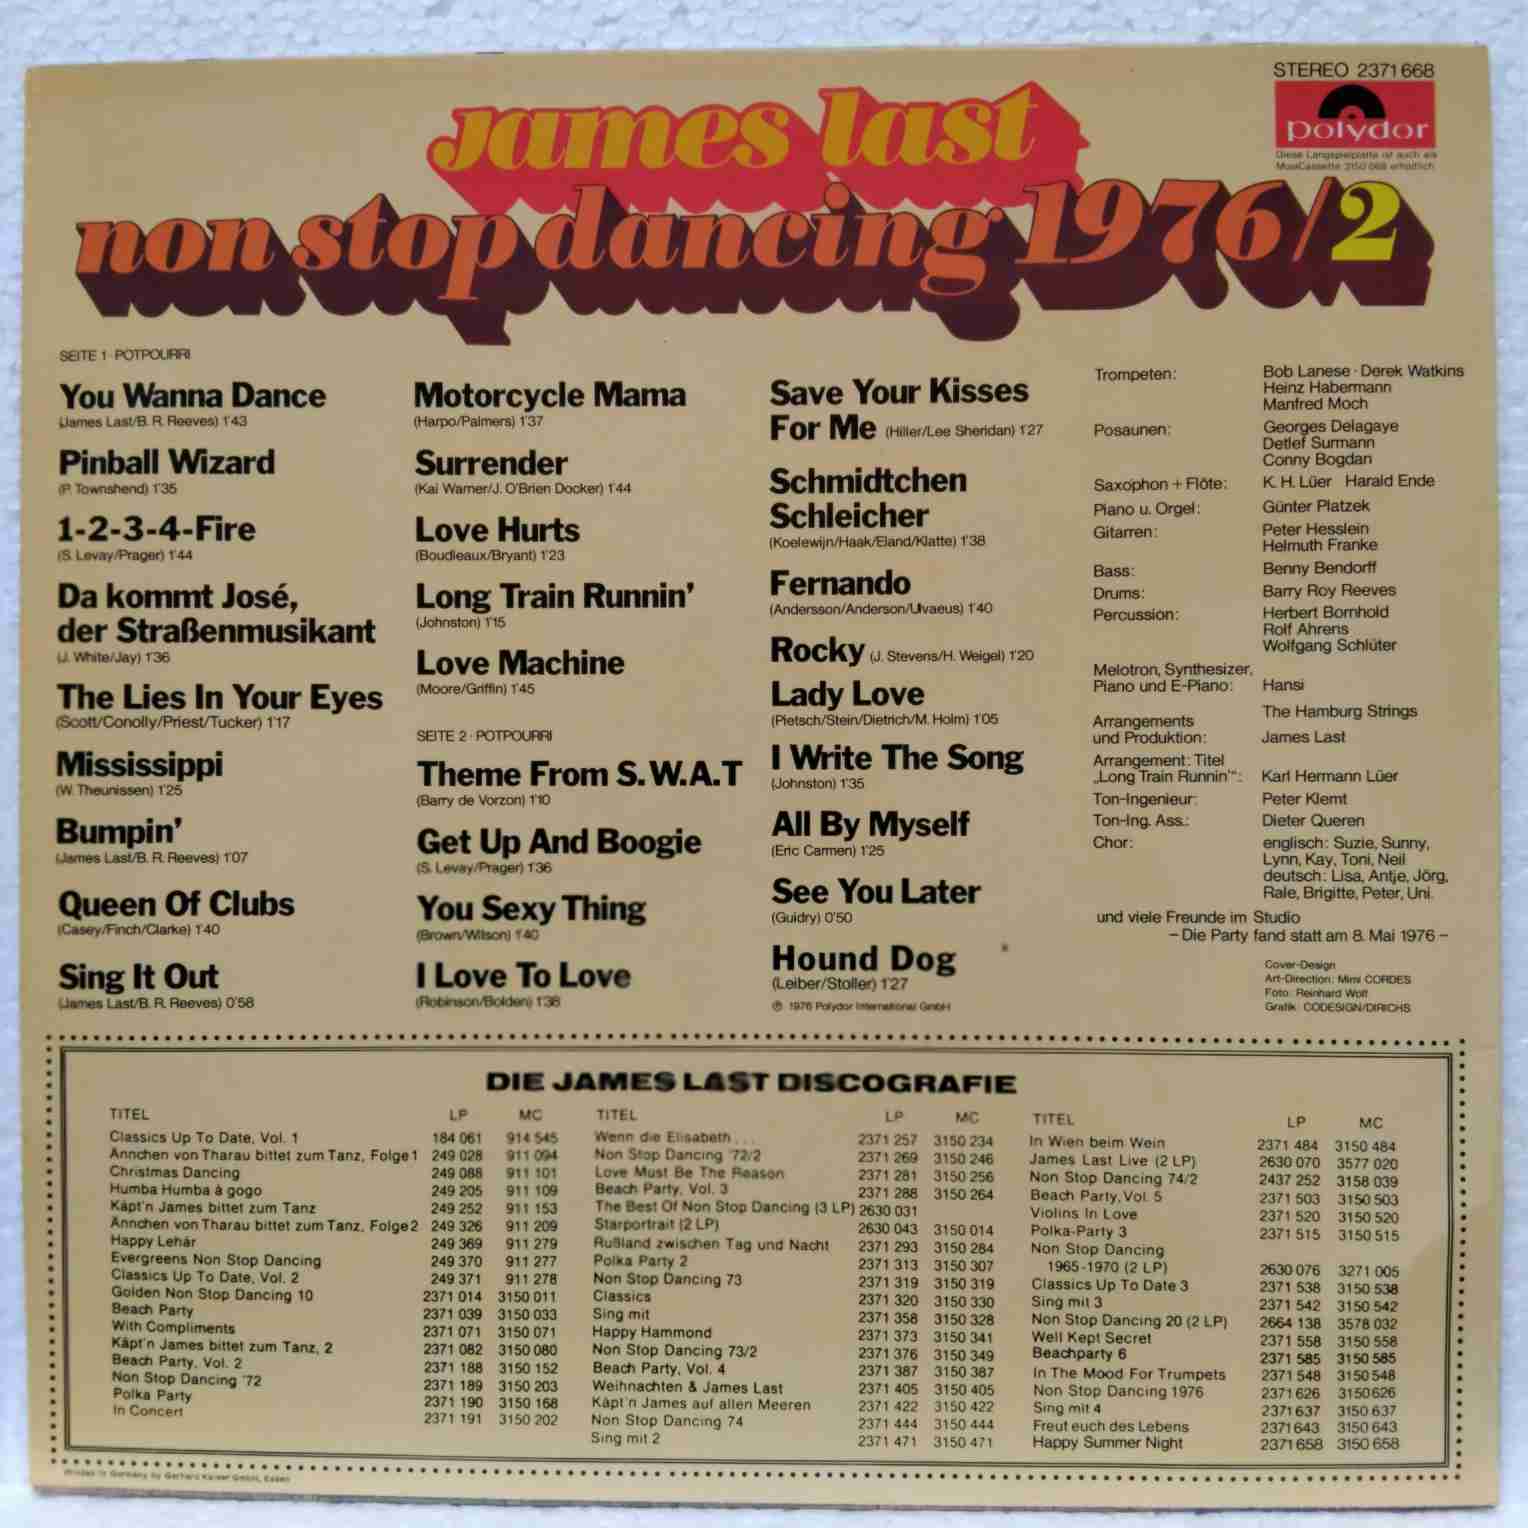 STEREO 2371 668
polydor
Diese Langspielplatte ist auch als
MusiCassette 3150 668 erhältlich
james last
non stop dancing 1976/2
SEITE 1 · POTPOURRI
You Wanna Dance
(James Last/B. R. Reeves) 1'43
Pinball Wizard
(P. Townshend) 1'35
1-2-3-4-Fire
(S. Levay/Prager) 1'44
Da kommt José,
der Straßenmusikant
(J. White/Jay) 1'36
The Lies In Your Eyes
(Scott/Conolly/Priest/Tucker) 1'17
Mississippi
(W. Theunissen) 1'25
Bumpin'
(James Last/B. R. Reeves) 1'07
Queen Of Clubs
(Casey/Finch/Clarke) 1'40
Sing It Out
(James Last/B. R. Reeves) 0'58
Motorcycle Mama
(Harpo/Palmers) 1'37
Surrender
(Kai Warner/J. O'Brien Docker) 1'44
Love Hurts
(Boudleaux/Bryant) 1'23
Long Train Runnin'
(Johnston) 1'15
Love Machine
(Moore/Griffin) 1'45
SEITE 2 · POTPOURRI
Theme From S.W.A.T
(Barry de Vorzon) 1'10
Get Up And Boogie
(S. Levay/Prager) 1'36
You Sexy Thing
(Brown/Wilson) 1'40
I Love To Love
(Robinson/Bolden) 1'38
Save Your Kisses
For Me (Hiller/Lee Sheridan) 1'27
Schmidtchen
Schleicher
(Koelewijn/Haak/Eland/Klatte) 1'38
Fernando
(Andersson/Anderson/Ulvaeus) 1'40
Rocky (J. Stevens/H. Weigel) 1'20
Lady Love
(Pietsch/Stein/Dietrich/M. Holm) 1'05
I Write The Song
(Johnston) 1'35
All By Myself
(Eric Carmen) 1'25
See You Later
(Guidry) 0'50
Hound Dog
(Leiber/Stoller) 1'27
℗ 1976 Polydor International GmbH
Trompeten: Bob Lanese · Derek Watkins
Heinz Habermann
Manfred Moch
Posaunen: Georges Delagaye
Detlef Surmann
Conny Bogdan
Saxophon + Flöte: K. H. Lüer Harald Ende
Piano u. Orgel: Günter Platzek
Gitarren: Peter Hesslein
Helmuth Franke
Bass: Benny Bendorff
Drums: Barry Roy Reeves
Percussion: Herbert Bornhold
Rolf Ahrens
Wolfgang Schlüter
Melotron, Synthesizer,
Piano und E-Piano: Hansi
The Hamburg Strings
Arrangements
und Produktion: James Last
Arrangement: Titel
„Long Train Runnin'": Karl Hermann Lüer
Ton-Ingenieur: Peter Klemt
Ton-Ing. Ass.: Dieter Queren
Chor: englisch: Suzie, Sunny,
Lynn, Kay, Toni, Neil
deutsch: Lisa, Antje, Jörg,
Rale, Brigitte, Peter, Uni.
und viele Freunde im Studio
– Die Party fand statt am 8. Mai 1976 –
Cover-Design
Art-Direction: Mimi CORDES
Foto: Reinhard Wolf
Grafik: CODESIGN/DIRICHS
DIE JAMES LAST DISCOGRAFIE
TITEL LP MC
Classics Up To Date, Vol. 1 184 061 914 545
Ännchen von Tharau bittet zum Tanz, Folge 1 249 028 911 094
Christmas Dancing 249 088 911 101
Humba Humba à gogo 249 205 911 109
Käpt'n James bittet zum Tanz 249 252 911 153
Ännchen von Tharau bittet zum Tanz, Folge 2 249 326 911 209
Happy Lehár 249 369 911 279
Evergreens Non Stop Dancing 249 370 911 277
Classics Up To Date, Vol. 2 249 371 911 278
Golden Non Stop Dancing 10 2371 014 3150 011
Beach Party 2371 039 3150 033
With Compliments 2371 071 3150 071
Käpt'n James bittet zum Tanz, 2 2371 082 3150 080
Beach Party, Vol. 2 2371 188 3150 152
Non Stop Dancing '72 2371 189 3150 203
Polka Party 2371 190 3150 168
In Concert 2371 191 3150 202
TITEL LP MC
Wenn die Elisabeth . . . 2371 257 3150 234
Non Stop Dancing '72/2 2371 269 3150 246
Love Must Be The Reason 2371 281 3150 256
Beach Party, Vol. 3 2371 288 3150 264
The Best Of Non Stop Dancing (3 LP) 2630 031
Starportrait (2 LP) 2630 043 3150 014
Rußland zwischen Tag und Nacht 2371 293 3150 284
Polka Party 2 2371 313 3150 307
Non Stop Dancing 73 2371 319 3150 319
Classics 2371 320 3150 330
Sing mit 2371 358 3150 328
Happy Hammond 2371 373 3150 341
Non Stop Dancing 73/2 2371 376 3150 349
Beach Party, Vol. 4 2371 387 3150 387
Weihnachten & James Last 2371 405 3150 405
Käpt'n James auf allen Meeren 2371 422 3150 422
Non Stop Dancing 74 2371 444 3150 444
Sing mit 2 2371 471 3150 471
TITEL LP MC
In Wien beim Wein 2371 484 3150 484
James Last Live (2 LP) 2630 070 3577 020
Non Stop Dancing 74/2 2437 252 3158 039
Beach Party, Vol. 5 2371 503 3150 503
Violins In Love 2371 520 3150 520
Polka-Party 3 2371 515 3150 515
Non Stop Dancing
1965-1970 (2 LP) 2630 076 3271 005
Classics Up To Date 3 2371 538 3150 538
Sing mit 3 2371 542 3150 542
Non Stop Dancing 20 (2 LP) 2664 138 3578 032
Well Kept Secret 2371 558 3150 558
Beachparty 6 2371 585 3150 585
In The Mood For Trumpets 2371 548 3150 548
Non Stop Dancing 1976 2371 626 3150 626
Sing mit 4 2371 637 3150 637
Freut euch des Lebens 2371 643 3150 643
Happy Summer Night 2371 658 3150 658
Printed in Germany by Gerhard Kaiser GmbH, Essen